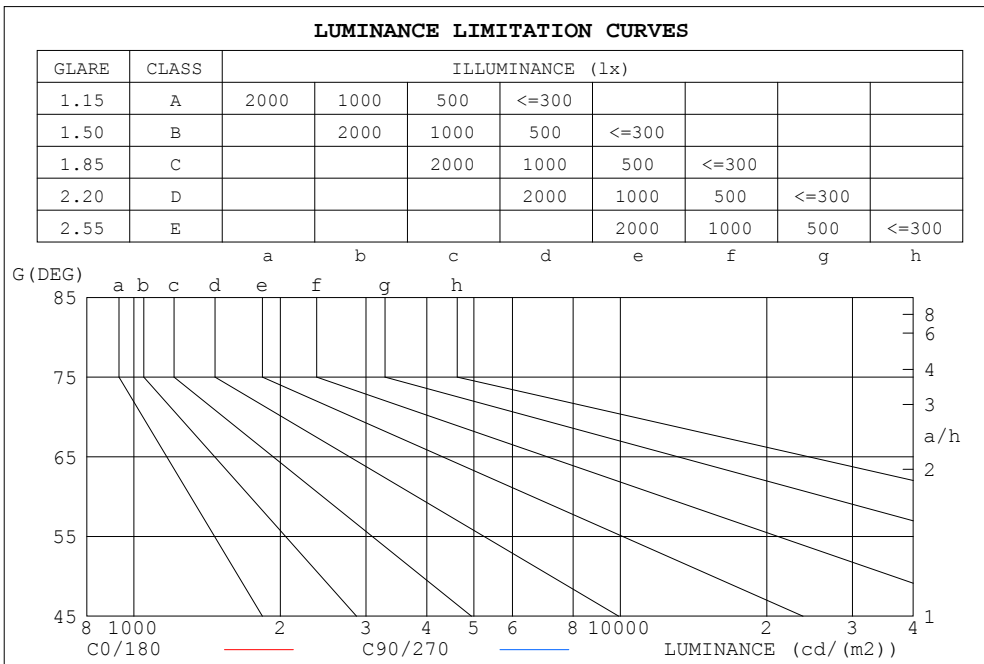 LUMINANCE LIMITATION CURVES
GLARE CLASS ILLUMINANCE (lx)
1.15 A 2000 1000 500 <=300
1.50 B 2000 1000 500 <=300
1.85 C 2000 1000 500 <=300
2.20 D 2000 1000 500 <=300
2.55 E 2000 1000 500 <=300
a b c d e f g h
G(DEG)
a b c d e f g h
85
8
6
75
4
3
a/h
65
2
55
45
1
8 1000 2 3 4 5 6 8 10000 2 3 4
C0/180 C90/270 LUMINANCE (cd/(m2))